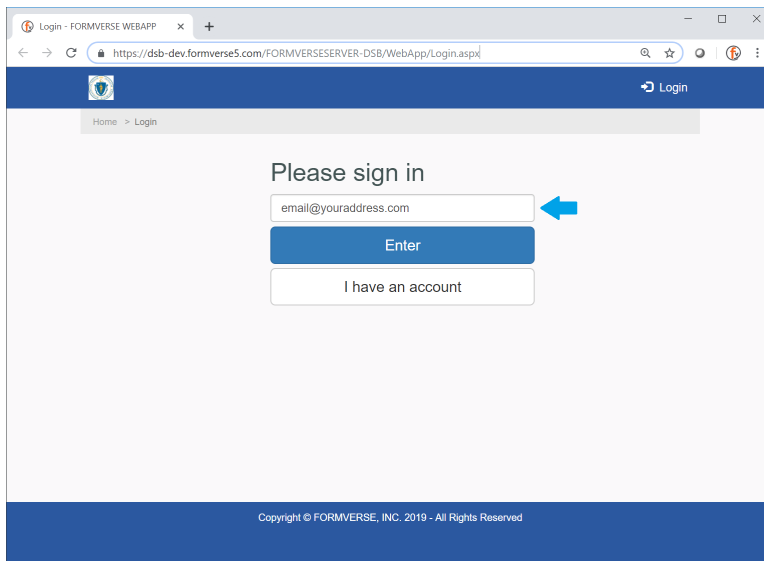 Login - FORMVERSE WEBAPP
https://dsb-dev.formverse5.com/FORMVERSESERVER-DSB/WebApp/Login.aspx
Login
Home > Login
Please sign in
email@youraddress.com
Enter
I have an account
Copyright © FORMVERSE, INC. 2019 - All Rights Reserved